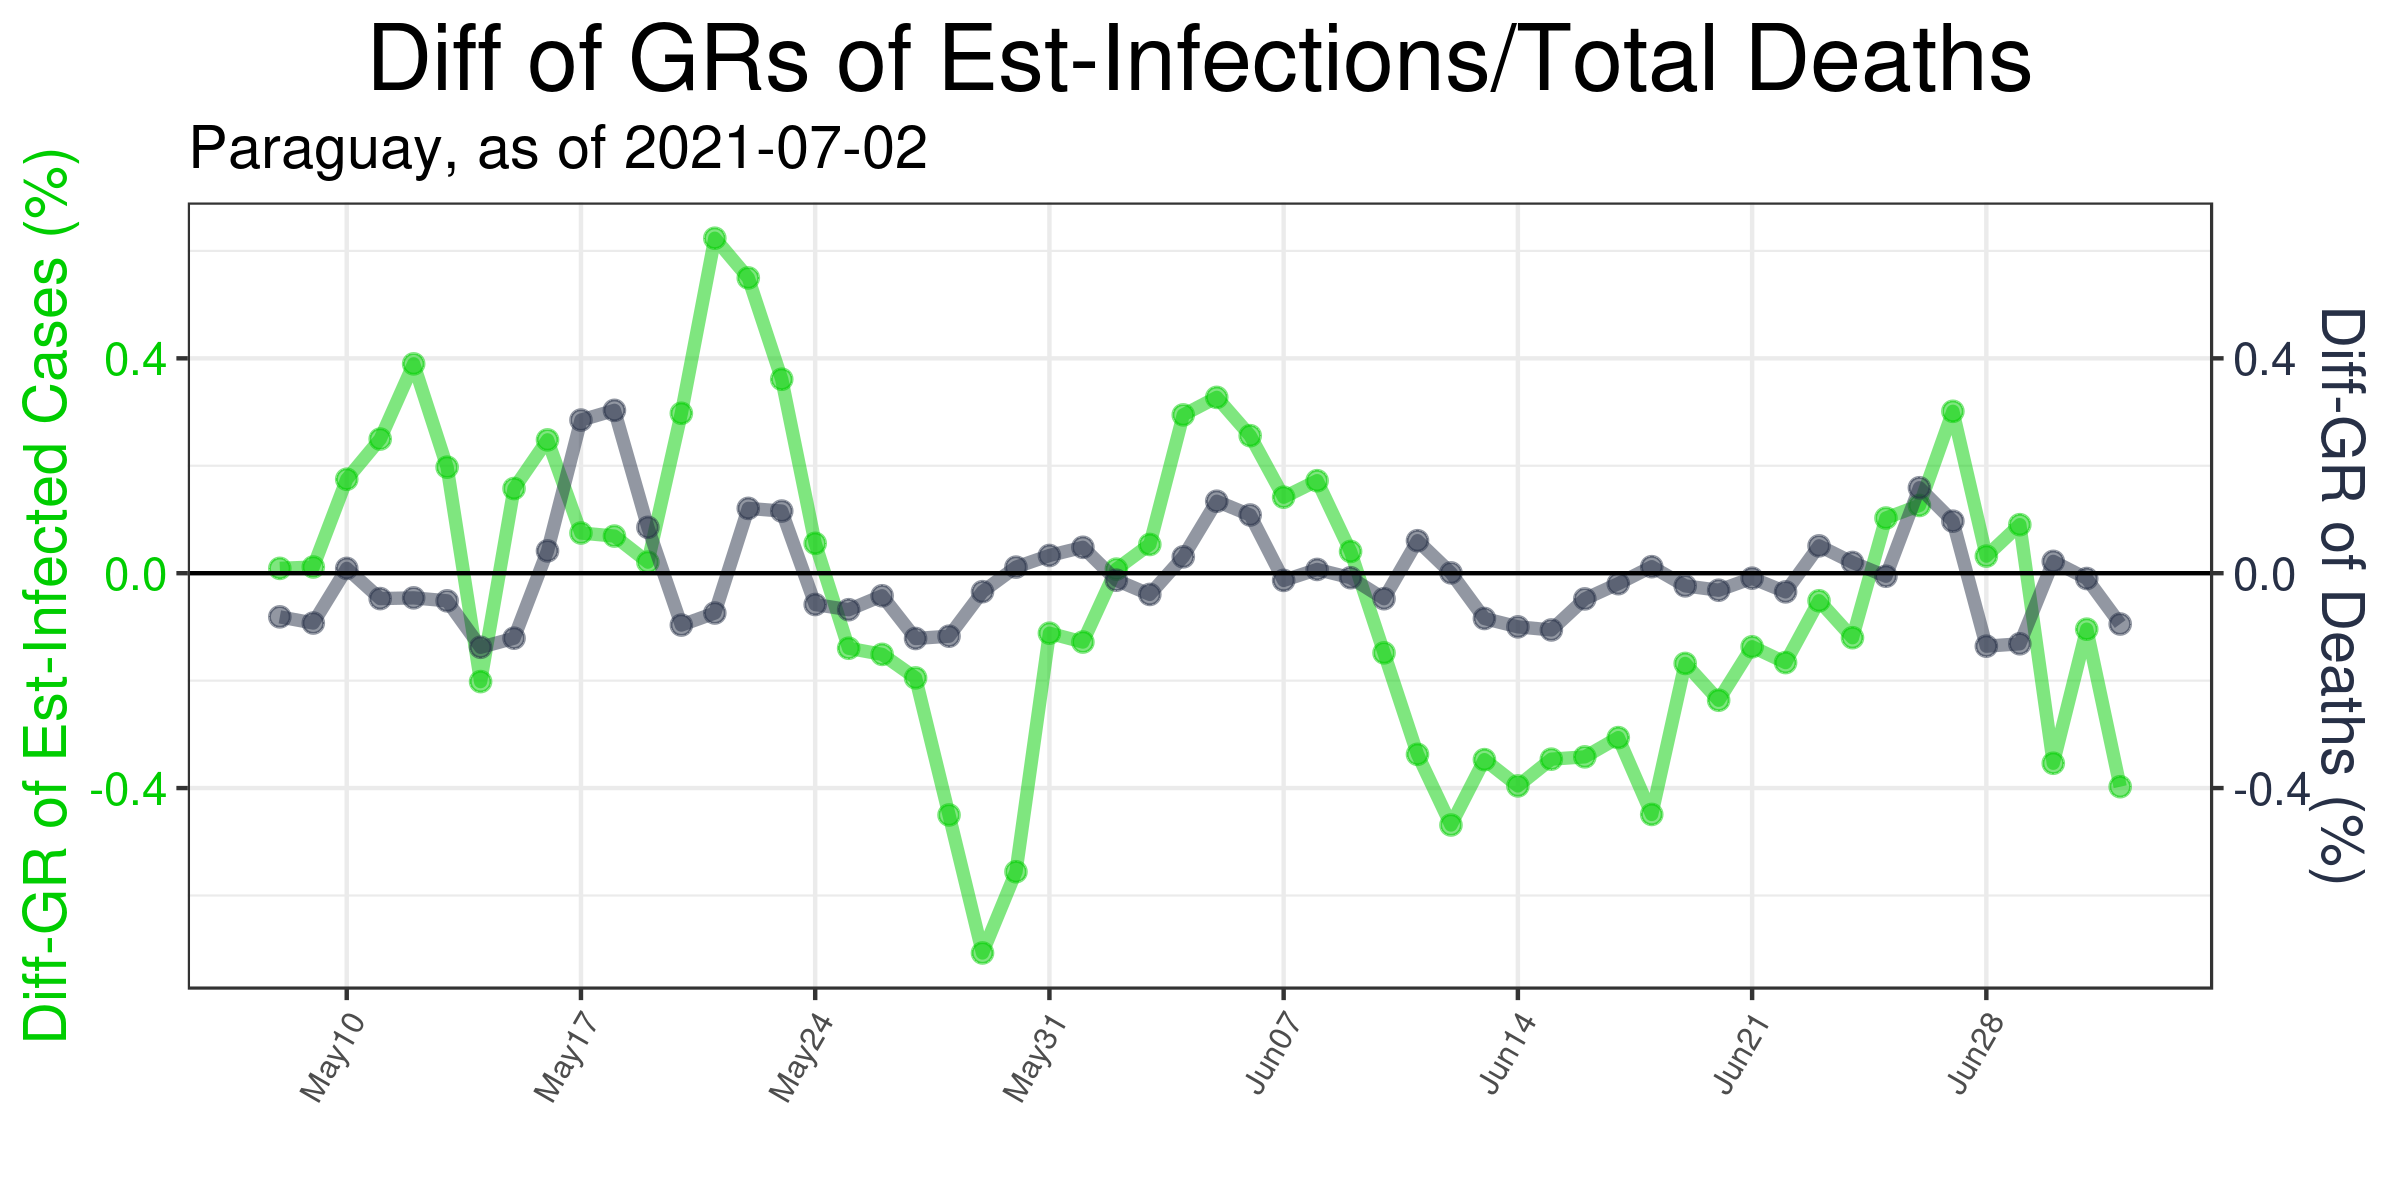 Diff of GRs of Est-Infections/Total Deaths
Paraguay, as of 2021-07-02
Diff-GR of Est-Infected Cases (%)
0.4
0.0
-0.4
0.4
0.0
-0.4
Diff-GR of Deaths (%)
May10
May17
May24
May31
Jun07
Jun14
Jun21
Jun28